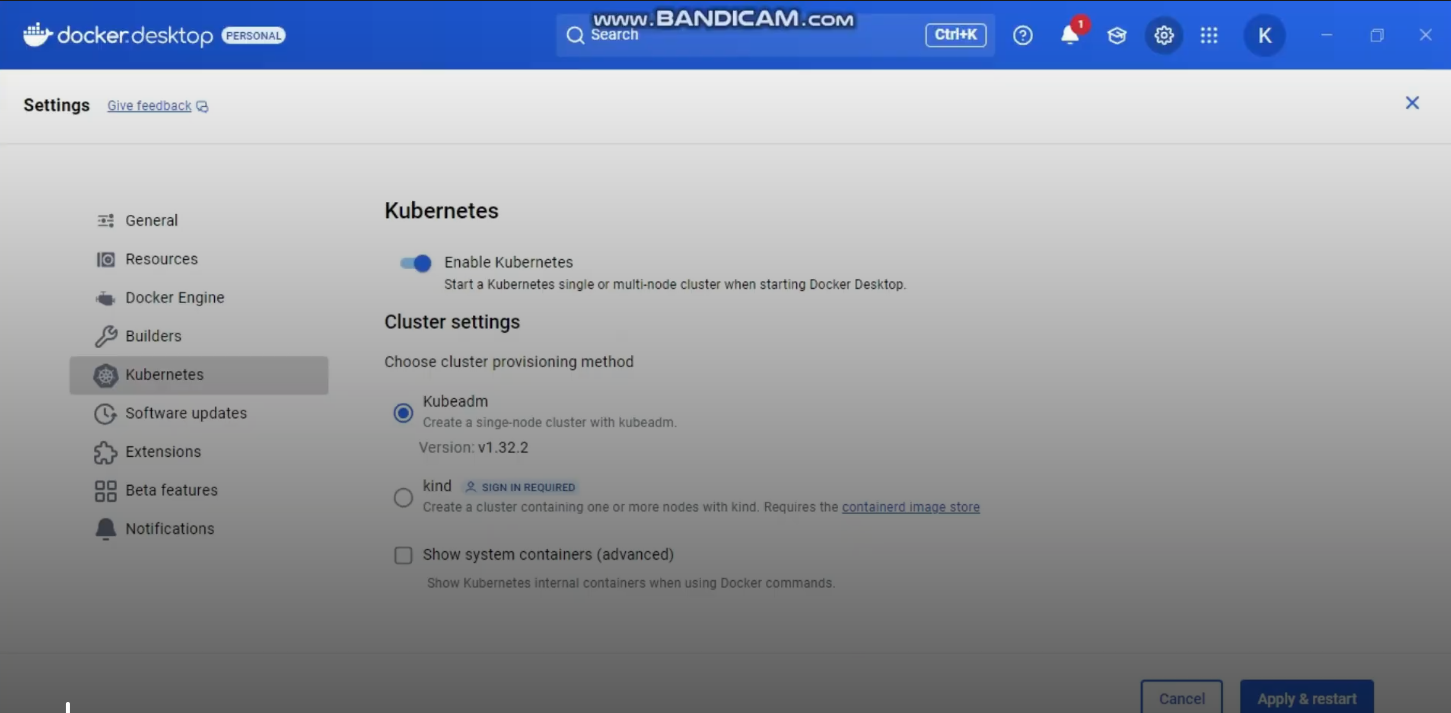 www.BANDICAM.com
docker.desktop PERSONAL
Search
Ctrl+K
1
K
Settings
Give feedback
General
Resources
Docker Engine
Builders
Kubernetes
Software updates
Extensions
Beta features
Notifications
Kubernetes
Enable Kubernetes
Start a Kubernetes single or multi-node cluster when starting Docker Desktop.
Cluster settings
Choose cluster provisioning method
Kubeadm
Create a singe-node cluster with kubeadm.
Version: v1.32.2
kind SIGN IN REQUIRED
Create a cluster containing one or more nodes with kind. Requires the containerd image store
Show system containers (advanced)
Show Kubernetes internal containers when using Docker commands.
Cancel
Apply & restart